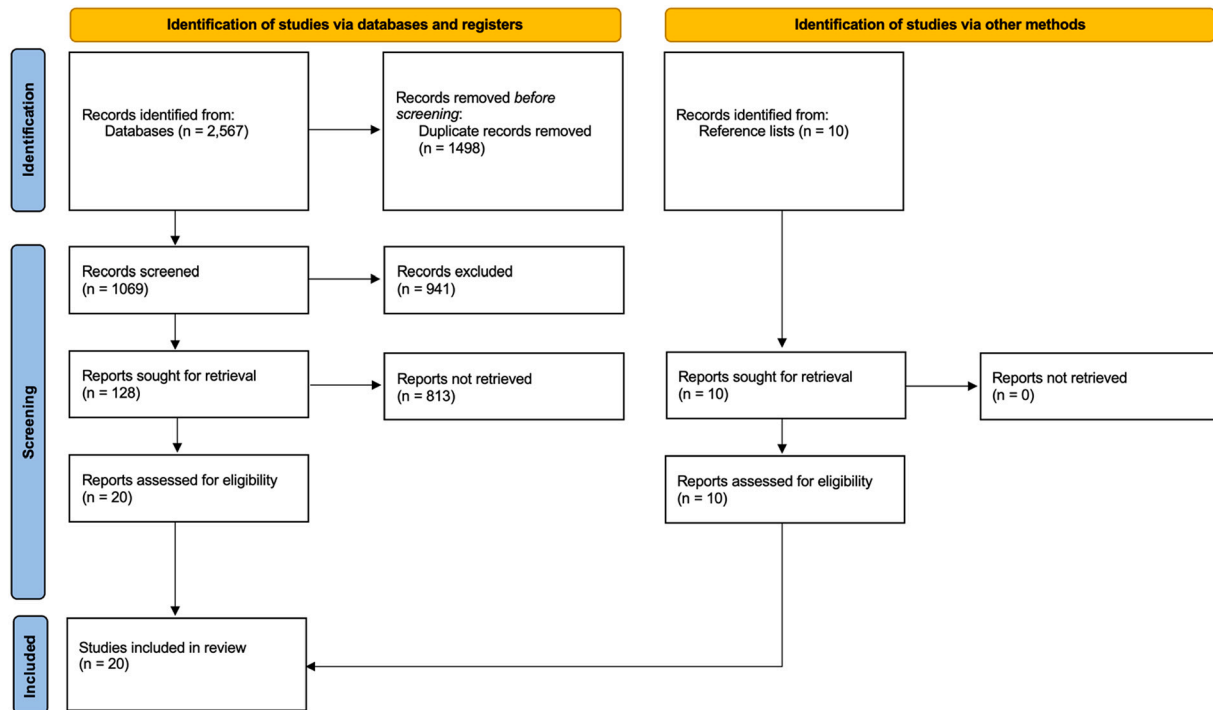 Identification of studies via databases and registers
Identification of studies via other methods
Identification
Records identified from:
Databases (n = 2,567)
Records removed before
screening:
Duplicate records removed
(n = 1498)
Records identified from:
Reference lists (n = 10)
Screening
Records screened
(n = 1069)
Records excluded
(n = 941)
Reports sought for retrieval
(n = 128)
Reports not retrieved
(n = 813)
Reports sought for retrieval
(n = 10)
Reports not retrieved
(n = 0)
Reports assessed for eligibility
(n = 20)
Reports assessed for eligibility
(n = 10)
Included
Studies included in review
(n = 20)